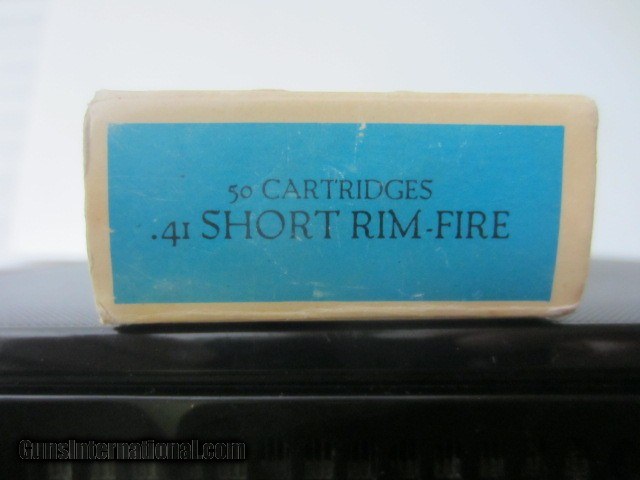 50 CARTRIDGES
.41 SHORT RIM-FIRE
GunsInternational.com